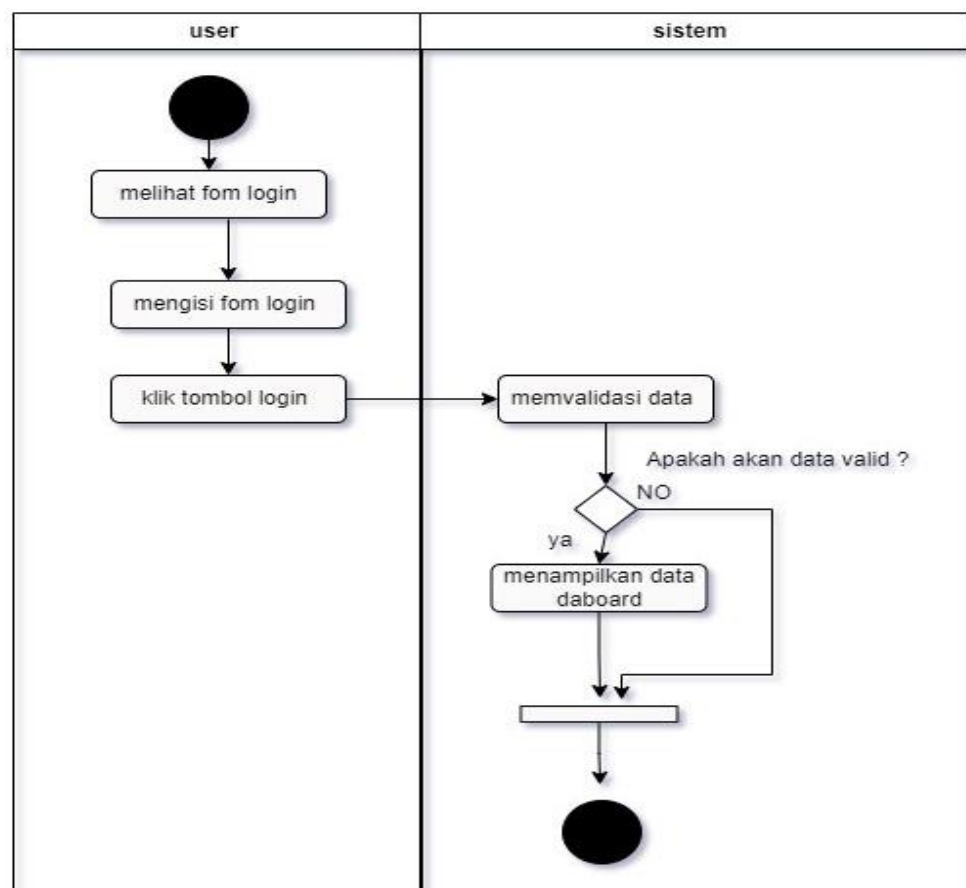 user
sistem
melihat fom login
mengisi fom login
klik tombol login
memvalidasi data
Apakah akan data valid ?
NO
ya
menampilkan data
daboard